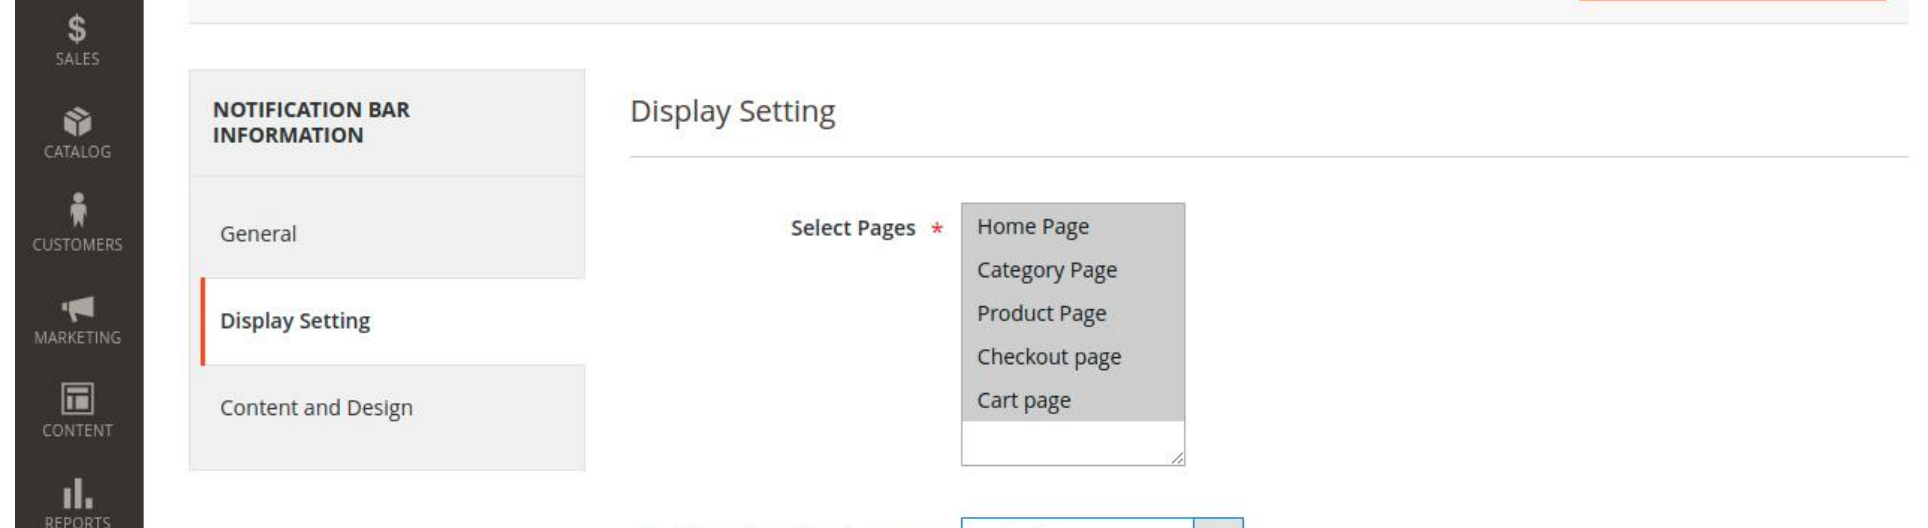 SALES
CATALOG
CUSTOMERS
MARKETING
CONTENT
REPORTS
NOTIFICATION BAR
INFORMATION
General
Display Setting
Content and Design
Display Setting
Select Pages *
Home Page
Category Page
Product Page
Checkout page
Cart page